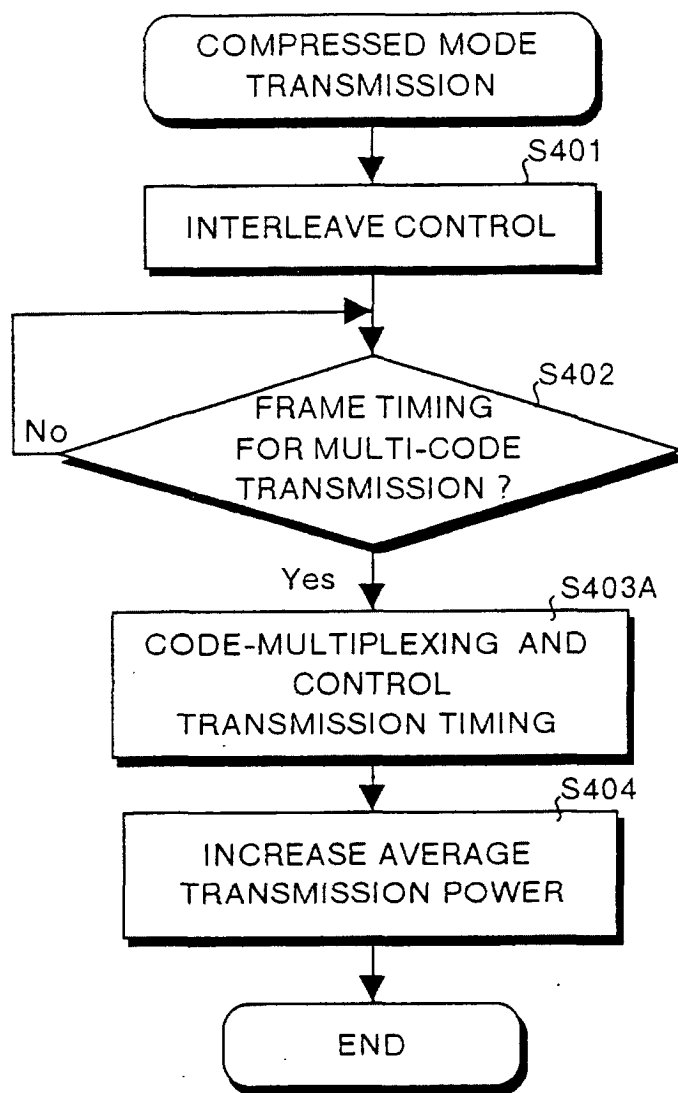 COMPRESSED MODE
TRANSMISSION
S401
INTERLEAVE CONTROL
S402
FRAME TIMING
FOR MULTI-CODE
TRANSMISSION ?
No
Yes
S403A
CODE-MULTIPLEXING AND
CONTROL
TRANSMISSION TIMING
S404
INCREASE AVERAGE
TRANSMISSION POWER
END